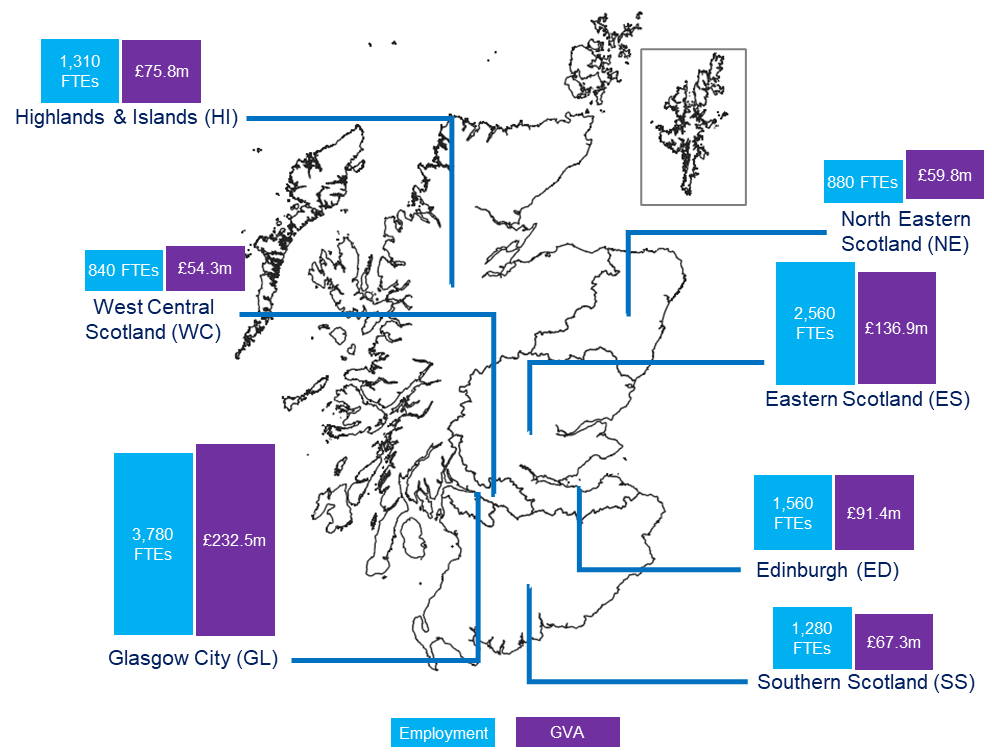 1,310
FTEs
£75.8m
Highlands & Islands (HI)
880 FTEs
£59.8m
North Eastern
Scotland (NE)
840 FTEs
£54.3m
West Central
Scotland (WC)
2,560
FTEs
£136.9m
Eastern Scotland (ES)
3,780
FTEs
£232.5m
Glasgow City (GL)
1,560
FTEs
£91.4m
Edinburgh (ED)
1,280
FTEs
£67.3m
Southern Scotland (SS)
Employment
GVA